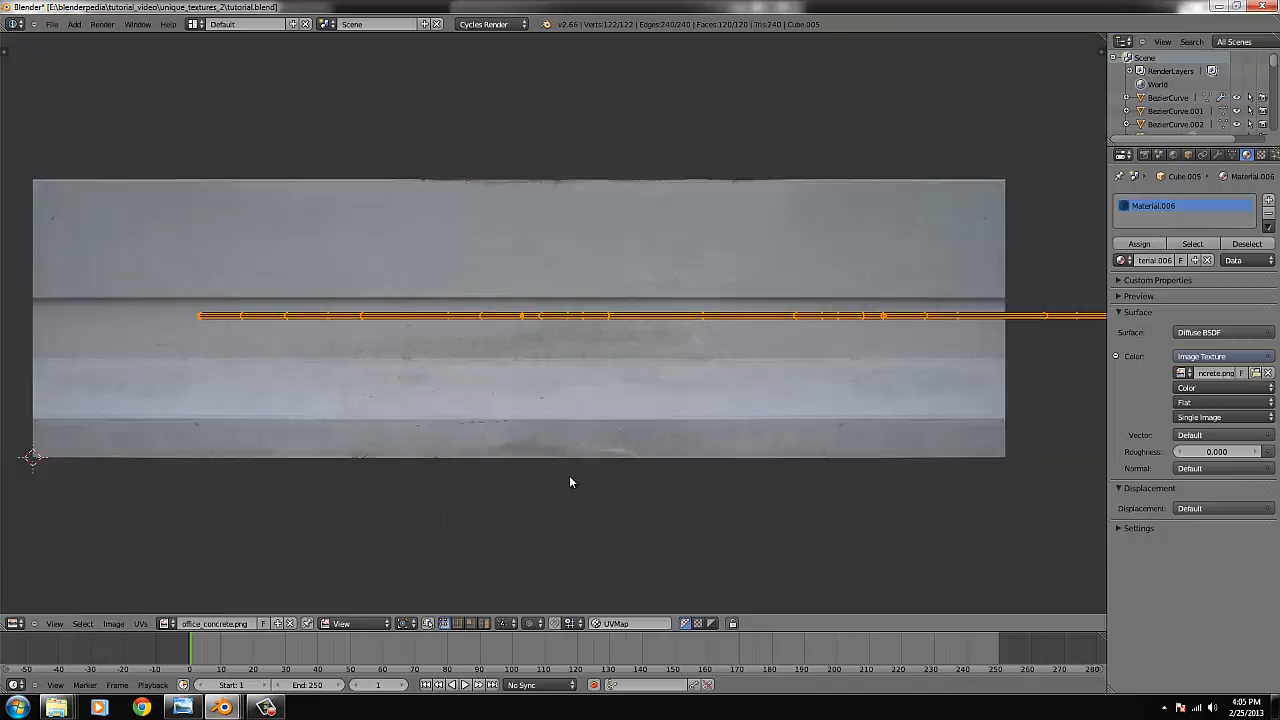 Blender* [E:\blenderpedia\tutorial_video\unique_textures_2\tutorial.blend]
File Add Render Window Help Default Scene Cycles Render v2.66 | Verts:122/122 | Edges:240/240 | Faces:120/120 | Tris:240 | Cube.005
View Search All Scenes
Scene
RenderLayers
World
BezierCurve
BezierCurve.001
BezierCurve.002
Cube.005 Material.006
Material.006
Assign Select Deselect
terial.006 F Data
Custom Properties
Preview
Surface
Surface: Diffuse BSDF
Color: Image Texture
ncrete.png F
Color
Flat
Single Image
Vector: Default
Roughness: 0.000
Normal: Default
Displacement
Displacement: Default
Settings
View Select Image UVs office_concrete.png F View UVMap
-50 -40 -30 -20 -10 0 10 20 30 40 50 60 70 80 90 100 110 120 130 140 150 160 170 180 190 200 210 220 230 240 250 260 270 280
View Marker Frame Playback Start: 1 End: 250 1 No Sync
4:05 PM
2/25/2013